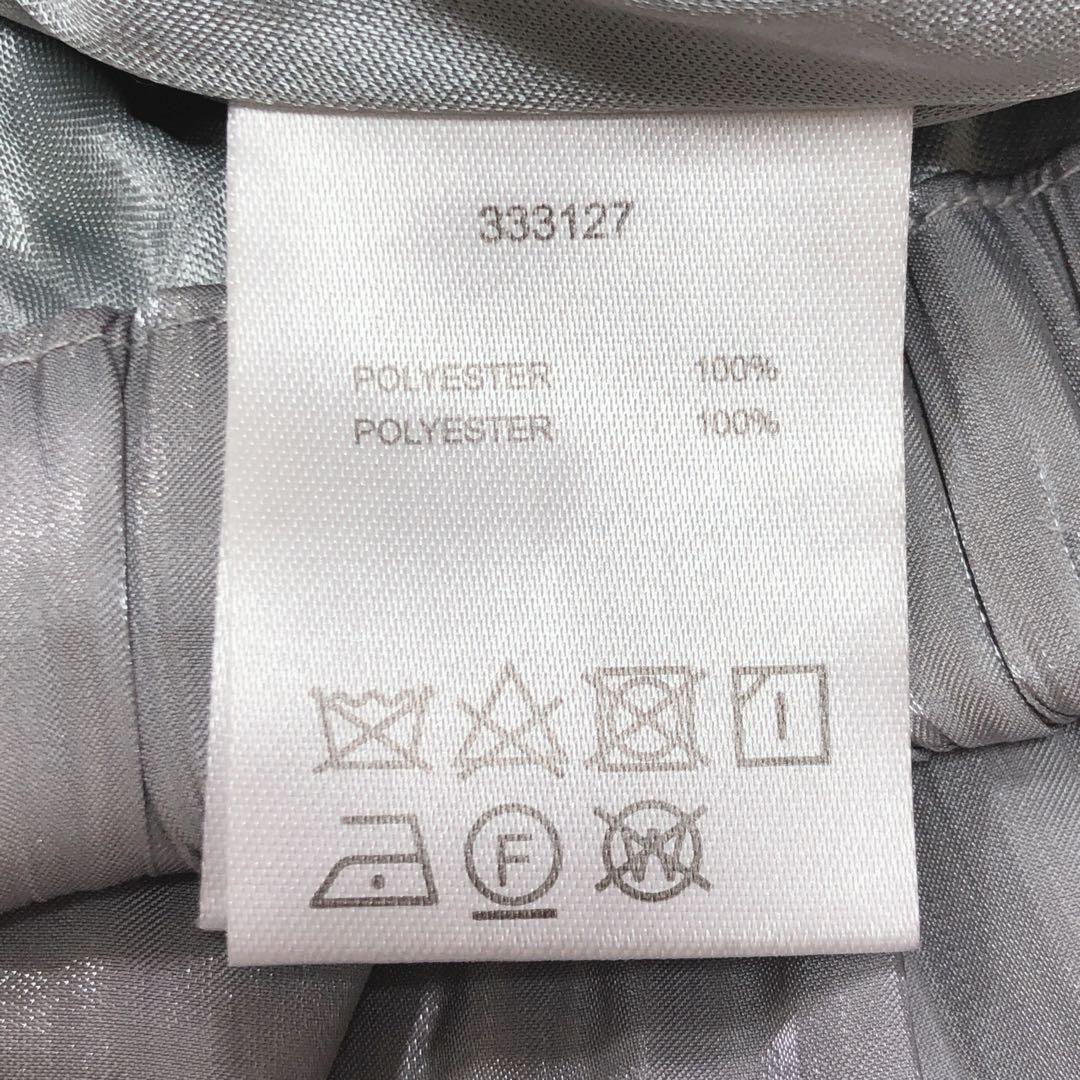 333127
POLYESTER 100%
POLYESTER 100%
F
W